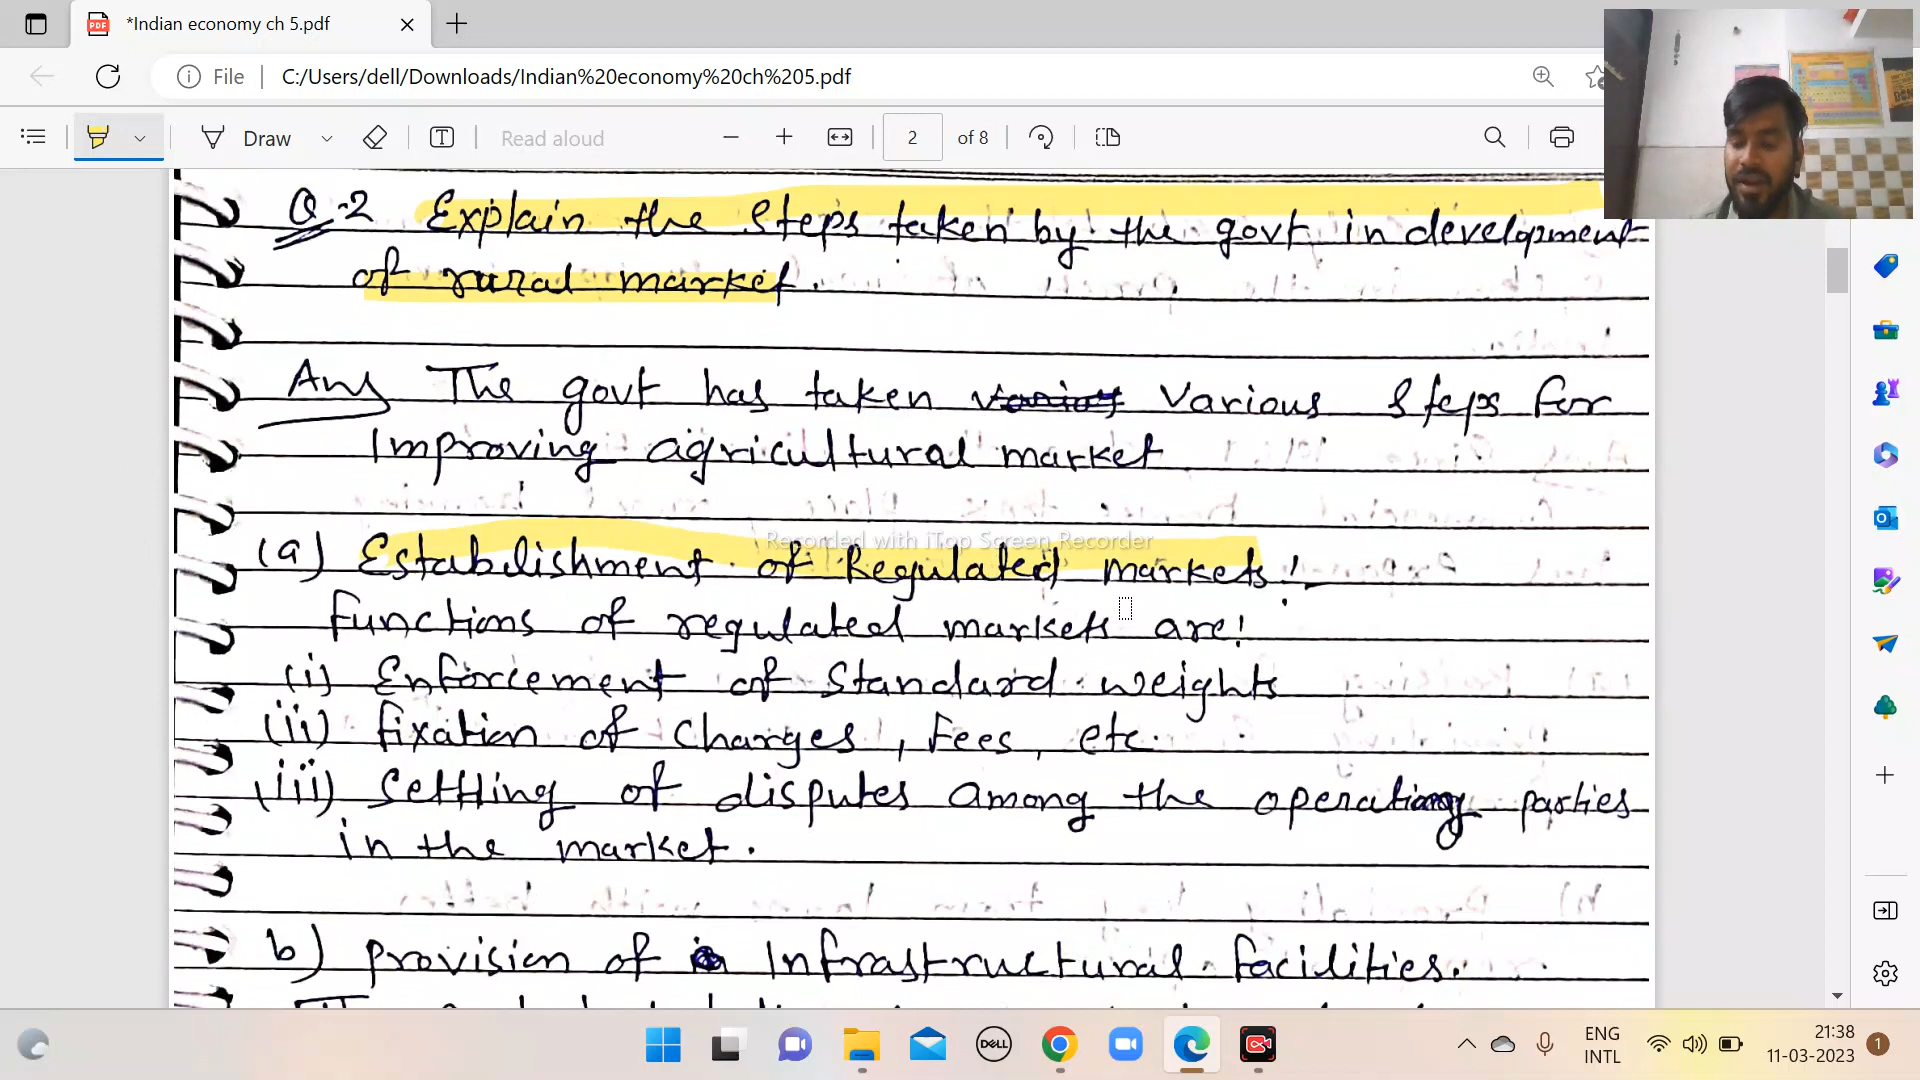 *Indian economy ch 5.pdf
File C:/Users/dell/Downloads/Indian%20economy%20ch%205.pdf
Draw Read aloud 2 of 8
Q-2 Explain the steps taken by the govt in development
of rural market.
Ans The govt has taken various various steps for
improving agricultural market
Recorded with iTop Screen Recorder
(a) Estabilishment of Regulated markets!
functions of regulated markets are!
(i) Enforcement of Standard weights
(ii) fixation of charges, fees, etc.
(iii) Settling of disputes among the operating parties
in the market.
b) provision of Infrastructural facilities.
DELL
ENG
INTL
21:38
11-03-2023
1